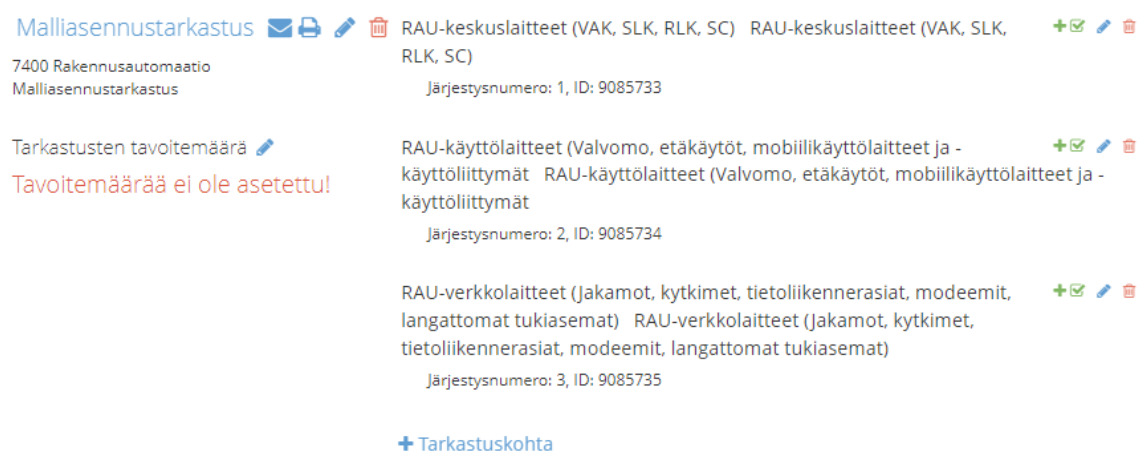 Malliasennustarkastus
7400 Rakennusautomaatio
Malliasennustarkastus
Tarkastusten tavoitemäärä
Tavoitemäärää ei ole asetettu!
RAU-keskuslaitteet (VAK, SLK, RLK, SC) RAU-keskuslaitteet (VAK, SLK,
RLK, SC)
Järjestysnumero: 1, ID: 9085733
RAU-käyttölaitteet (Valvomo, etäkäytöt, mobiilikäyttölaitteet ja -
käyttöliittymät RAU-käyttölaitteet (Valvomo, etäkäytöt, mobiilikäyttölaitteet ja -
käyttöliittymät
Järjestysnumero: 2, ID: 9085734
RAU-verkkolaitteet (Jakamot, kytkimet, tietoliikennerasiat, modeemit,
langattomat tukiasemat) RAU-verkkolaitteet (Jakamot, kytkimet,
tietoliikennerasiat, modeemit, langattomat tukiasemat)
Järjestysnumero: 3, ID: 9085735
+ Tarkastuskohta